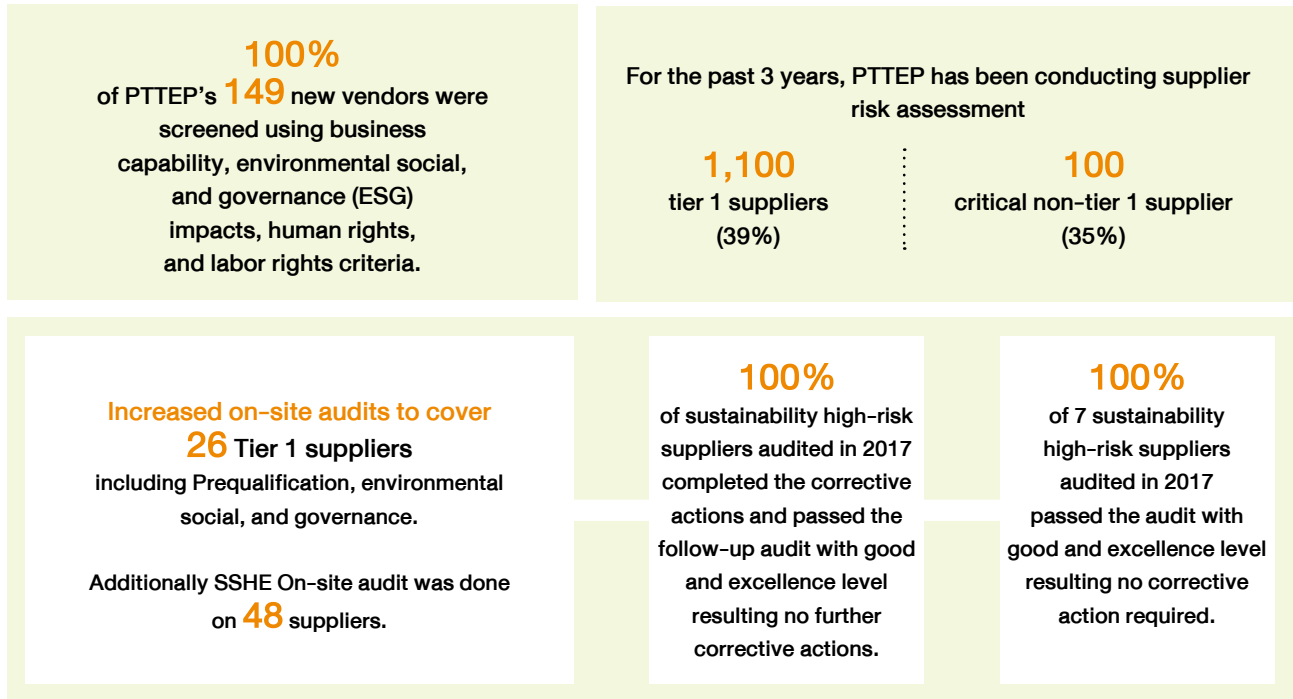 100%
of PTTEP's 149 new vendors were
screened using business
capability, environmental social,
and governance (ESG)
impacts, human rights,
and labor rights criteria.
For the past 3 years, PTTEP has been conducting supplier
risk assessment
1,100
tier 1 suppliers
(39%)
100
critical non-tier 1 supplier
(35%)
Increased on-site audits to cover
26 Tier 1 suppliers
including Prequalification, environmental
social, and governance.
Additionally SSHE On-site audit was done
on 48 suppliers.
100%
of sustainability high-risk
suppliers audited in 2017
completed the corrective
actions and passed the
follow-up audit with good
and excellence level
resulting no further
corrective actions.
100%
of 7 sustainability
high-risk suppliers
audited in 2017
passed the audit with
good and excellence level
resulting no corrective
action required.